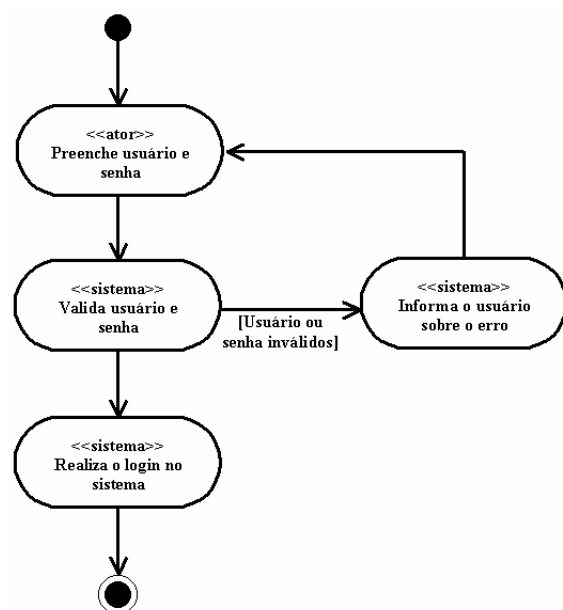 <<ator>>
Preenche usuário e
senha
<<sistema>>
Valida usuário e
senha
[Usuário ou
senha inválidos]
<<sistema>>
Informa o usuário
sobre o erro
<<sistema>>
Realiza o login no
sistema